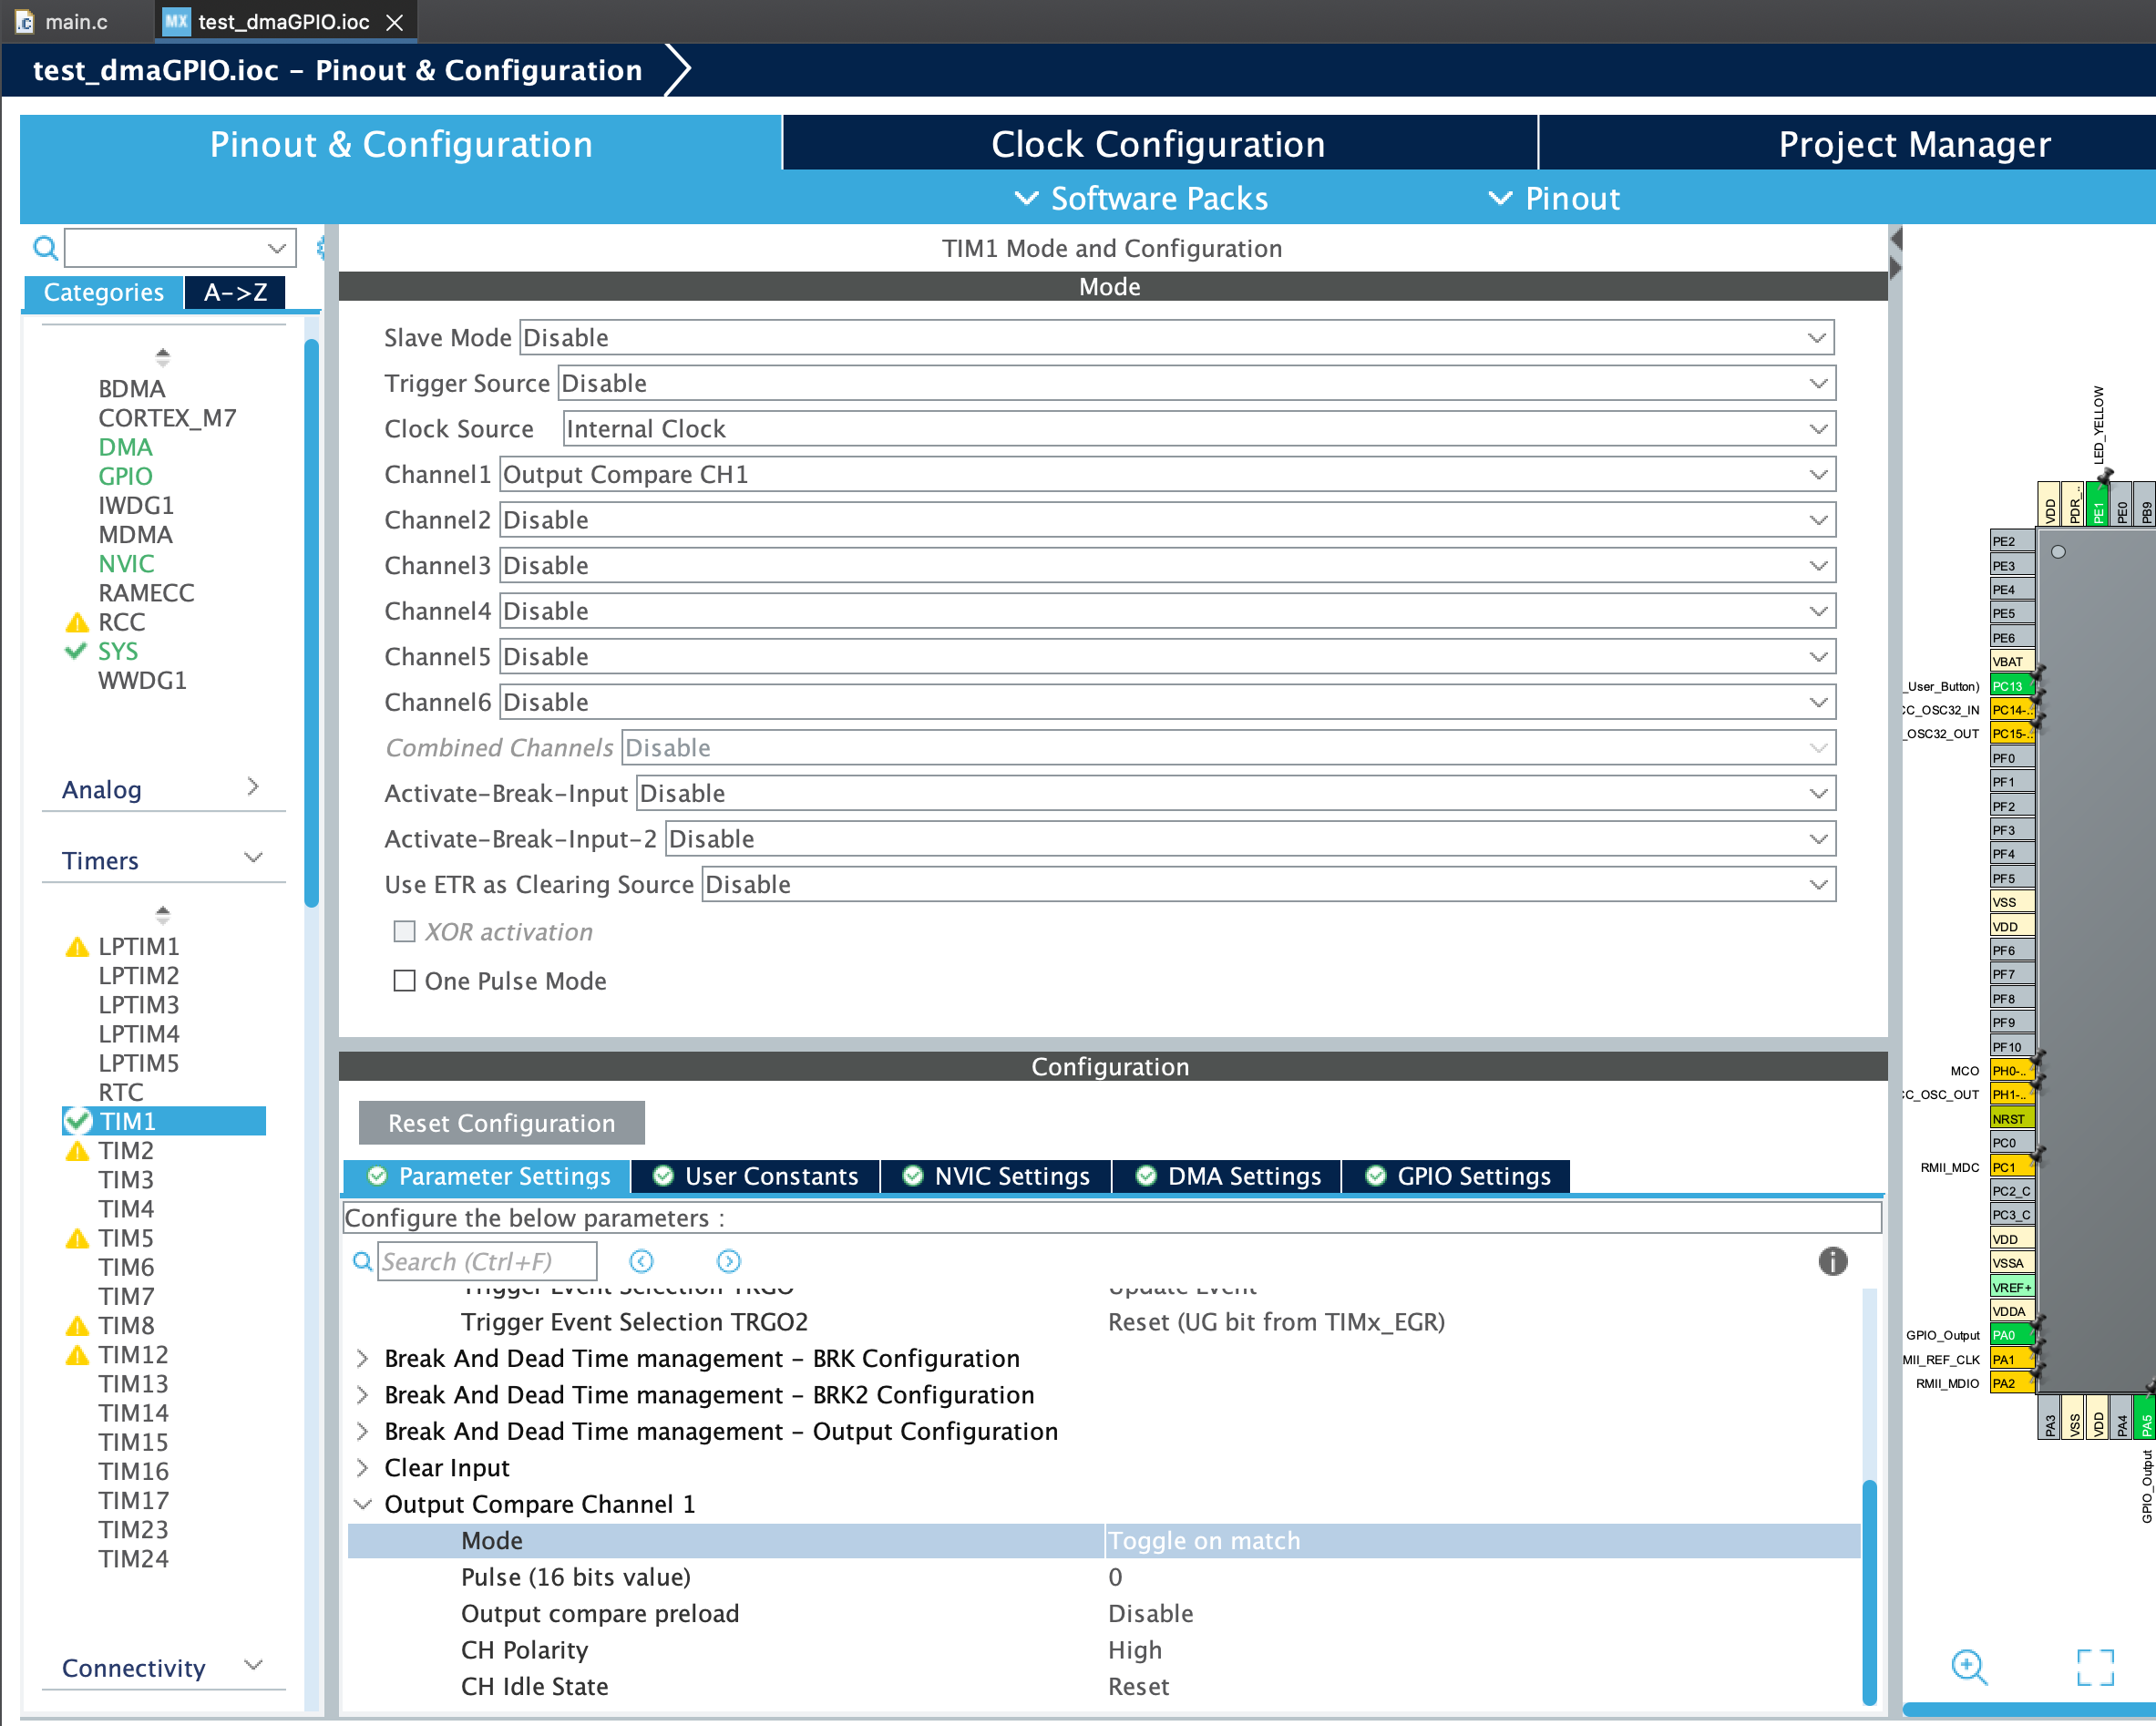 main.c
MX test_dmaGPIO.ioc
test_dmaGPIO.ioc – Pinout & Configuration
Pinout & Configuration
Clock Configuration
Project Manager
Software Packs
Pinout
Categories
A->Z
BDMA
CORTEX_M7
DMA
GPIO
IWDG1
MDMA
NVIC
RAMECC
RCC
SYS
WWDG1
Analog
Timers
LPTIM1
LPTIM2
LPTIM3
LPTIM4
LPTIM5
RTC
TIM1
TIM2
TIM3
TIM4
TIM5
TIM6
TIM7
TIM8
TIM12
TIM13
TIM14
TIM15
TIM16
TIM17
TIM23
TIM24
Connectivity
TIM1 Mode and Configuration
Mode
Slave Mode Disable
Trigger Source Disable
Clock Source Internal Clock
Channel1 Output Compare CH1
Channel2 Disable
Channel3 Disable
Channel4 Disable
Channel5 Disable
Channel6 Disable
Combined Channels Disable
Activate-Break-Input Disable
Activate-Break-Input-2 Disable
Use ETR as Clearing Source Disable
XOR activation
One Pulse Mode
Configuration
Reset Configuration
Parameter Settings
User Constants
NVIC Settings
DMA Settings
GPIO Settings
Configure the below parameters :
Search (Ctrl+F)
Trigger Event Selection TRGO Update Event
Trigger Event Selection TRGO2 Reset (UG bit from TIMx_EGR)
Break And Dead Time management - BRK Configuration
Break And Dead Time management - BRK2 Configuration
Break And Dead Time management - Output Configuration
Clear Input
Output Compare Channel 1
Mode Toggle on match
Pulse (16 bits value) 0
Output compare preload Disable
CH Polarity High
CH Idle State Reset
LED_YELLOW
VDD
PDR_..
PE1
PE0
PB9
PE2
PE3
PE4
PE5
PE6
VBAT
_User_Button) PC13
CC_OSC32_IN PC14-..
_OSC32_OUT PC15-..
PF0
PF1
PF2
PF3
PF4
PF5
VSS
VDD
PF6
PF7
PF8
PF9
PF10
MCO PH0-..
CC_OSC_OUT PH1-..
NRST
PC0
RMII_MDC PC1
PC2_C
PC3_C
VDD
VSSA
VREF+
VDDA
GPIO_Output PA0
MII_REF_CLK PA1
RMII_MDIO PA2
PA3
VSS
VDD
PA4
PA5
GPIO_Output